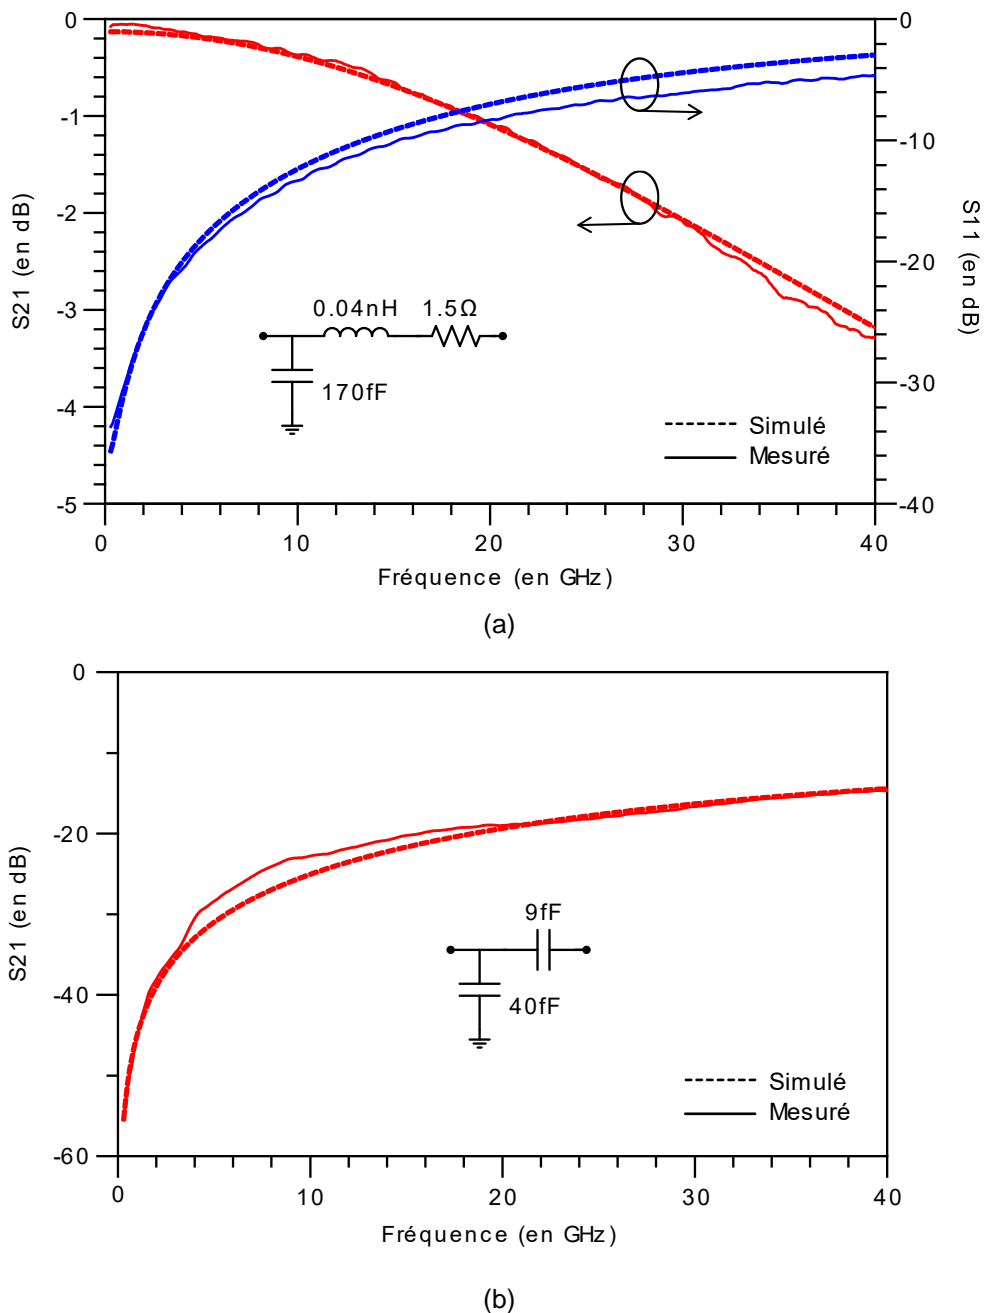 0
-1
-2
-3
-4
-5
S21 (en dB)
0
-10
-20
-30
-40
S11 (en dB)
0.04nH 1.5Ω
170fF
Simulé
Mesuré
0 10 20 30 40
Fréquence (en GHz)
(a)
0
-20
-40
-60
S21 (en dB)
9fF
40fF
Simulé
Mesuré
0 10 20 30 40
Fréquence (en GHz)
(b)